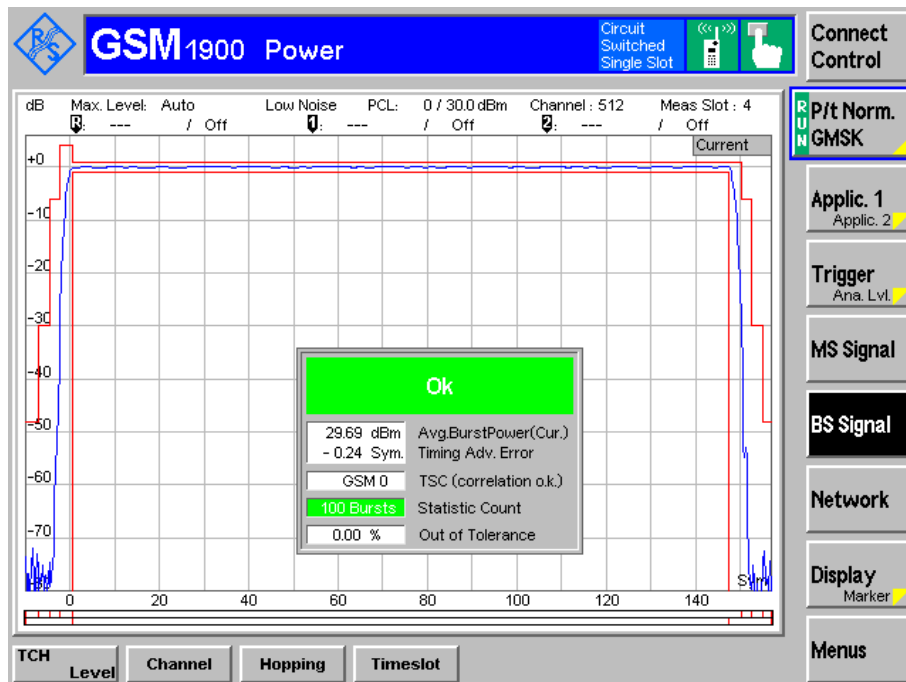 R&S
GSM 1900 Power
Circuit
Switched
Single Slot
Connect
Control
dB Max. Level: Auto Low Noise PCL: 0 / 30.0 dBm Channel : 512 Meas Slot : 4
R: --- / Off 1: --- / Off 2: --- / Off
Current
RUN
P/t Norm.
GMSK
+0
-10
-20
-30
-40
-50
-60
-70
Applic. 1
Applic. 2
Trigger
Ana. Lvl.
MS Signal
BS Signal
Network
Display
Marker
Menus
Ok
29.69 dBm Avg.BurstPower(Cur.)
- 0.24 Sym. Timing Adv. Error
GSM 0 TSC (correlation o.k.)
100 Bursts Statistic Count
0.00 % Out of Tolerance
0 20 40 60 80 100 120 140
TCH
Level
Channel
Hopping
Timeslot